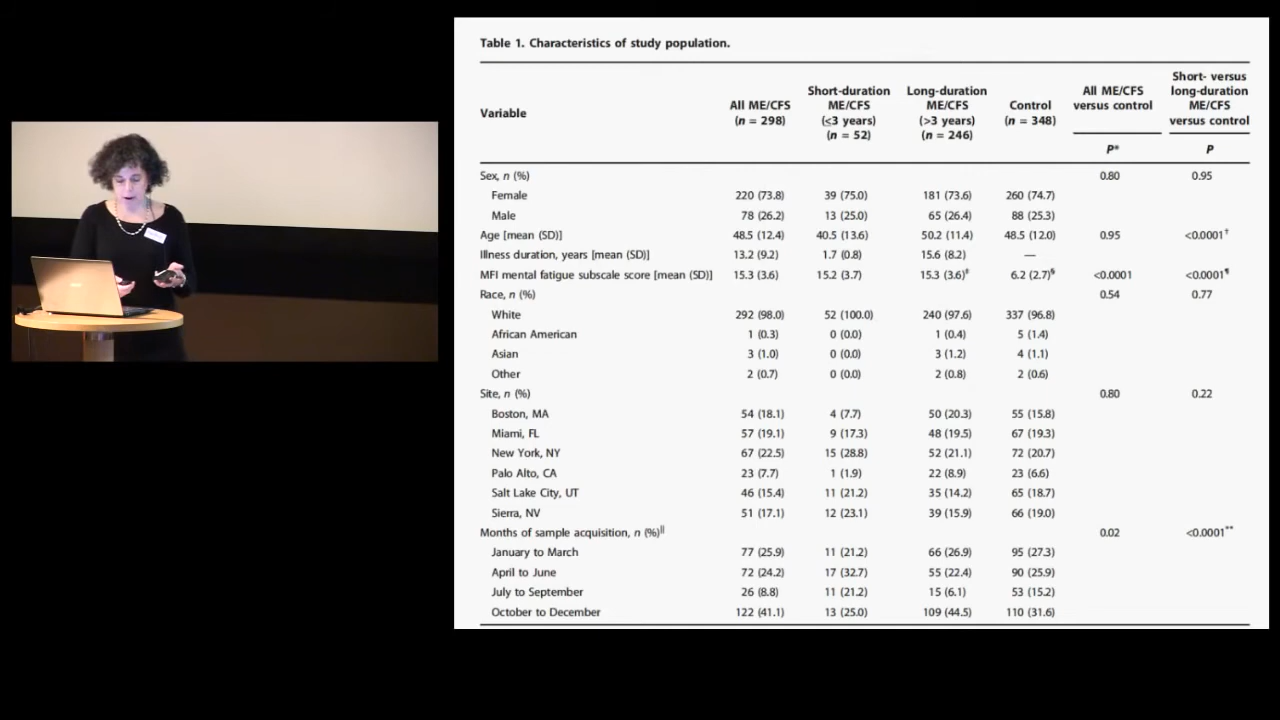 Table 1. Characteristics of study population.
Variable | All ME/CFS (n = 298) | Short-duration ME/CFS (≤3 years) (n = 52) | Long-duration ME/CFS (>3 years) (n = 246) | Control (n = 348) | All ME/CFS versus control | Short- versus long-duration ME/CFS versus control
P* | P
Sex, n (%) 0.80 0.95
Female 220 (73.8) 39 (75.0) 181 (73.6) 260 (74.7)
Male 78 (26.2) 13 (25.0) 65 (26.4) 88 (25.3)
Age [mean (SD)] 48.5 (12.4) 40.5 (13.6) 50.2 (11.4) 48.5 (12.0) 0.95 <0.0001†
Illness duration, years [mean (SD)] 13.2 (9.2) 1.7 (0.8) 15.6 (8.2) —
MFI mental fatigue subscale score [mean (SD)] 15.3 (3.6) 15.2 (3.7) 15.3 (3.6)‡ 6.2 (2.7)§ <0.0001 <0.0001¶
Race, n (%) 0.54 0.77
White 292 (98.0) 52 (100.0) 240 (97.6) 337 (96.8)
African American 1 (0.3) 0 (0.0) 1 (0.4) 5 (1.4)
Asian 3 (1.0) 0 (0.0) 3 (1.2) 4 (1.1)
Other 2 (0.7) 0 (0.0) 2 (0.8) 2 (0.6)
Site, n (%) 0.80 0.22
Boston, MA 54 (18.1) 4 (7.7) 50 (20.3) 55 (15.8)
Miami, FL 57 (19.1) 9 (17.3) 48 (19.5) 67 (19.3)
New York, NY 67 (22.5) 15 (28.8) 52 (21.1) 72 (20.7)
Palo Alto, CA 23 (7.7) 1 (1.9) 22 (8.9) 23 (6.6)
Salt Lake City, UT 46 (15.4) 11 (21.2) 35 (14.2) 65 (18.7)
Sierra, NV 51 (17.1) 12 (23.1) 39 (15.9) 66 (19.0)
Months of sample acquisition, n (%)|| 0.02 <0.0001**
January to March 77 (25.9) 11 (21.2) 66 (26.9) 95 (27.3)
April to June 72 (24.2) 17 (32.7) 55 (22.4) 90 (25.9)
July to September 26 (8.8) 11 (21.2) 15 (6.1) 53 (15.2)
October to December 122 (41.1) 13 (25.0) 109 (44.5) 110 (31.6)